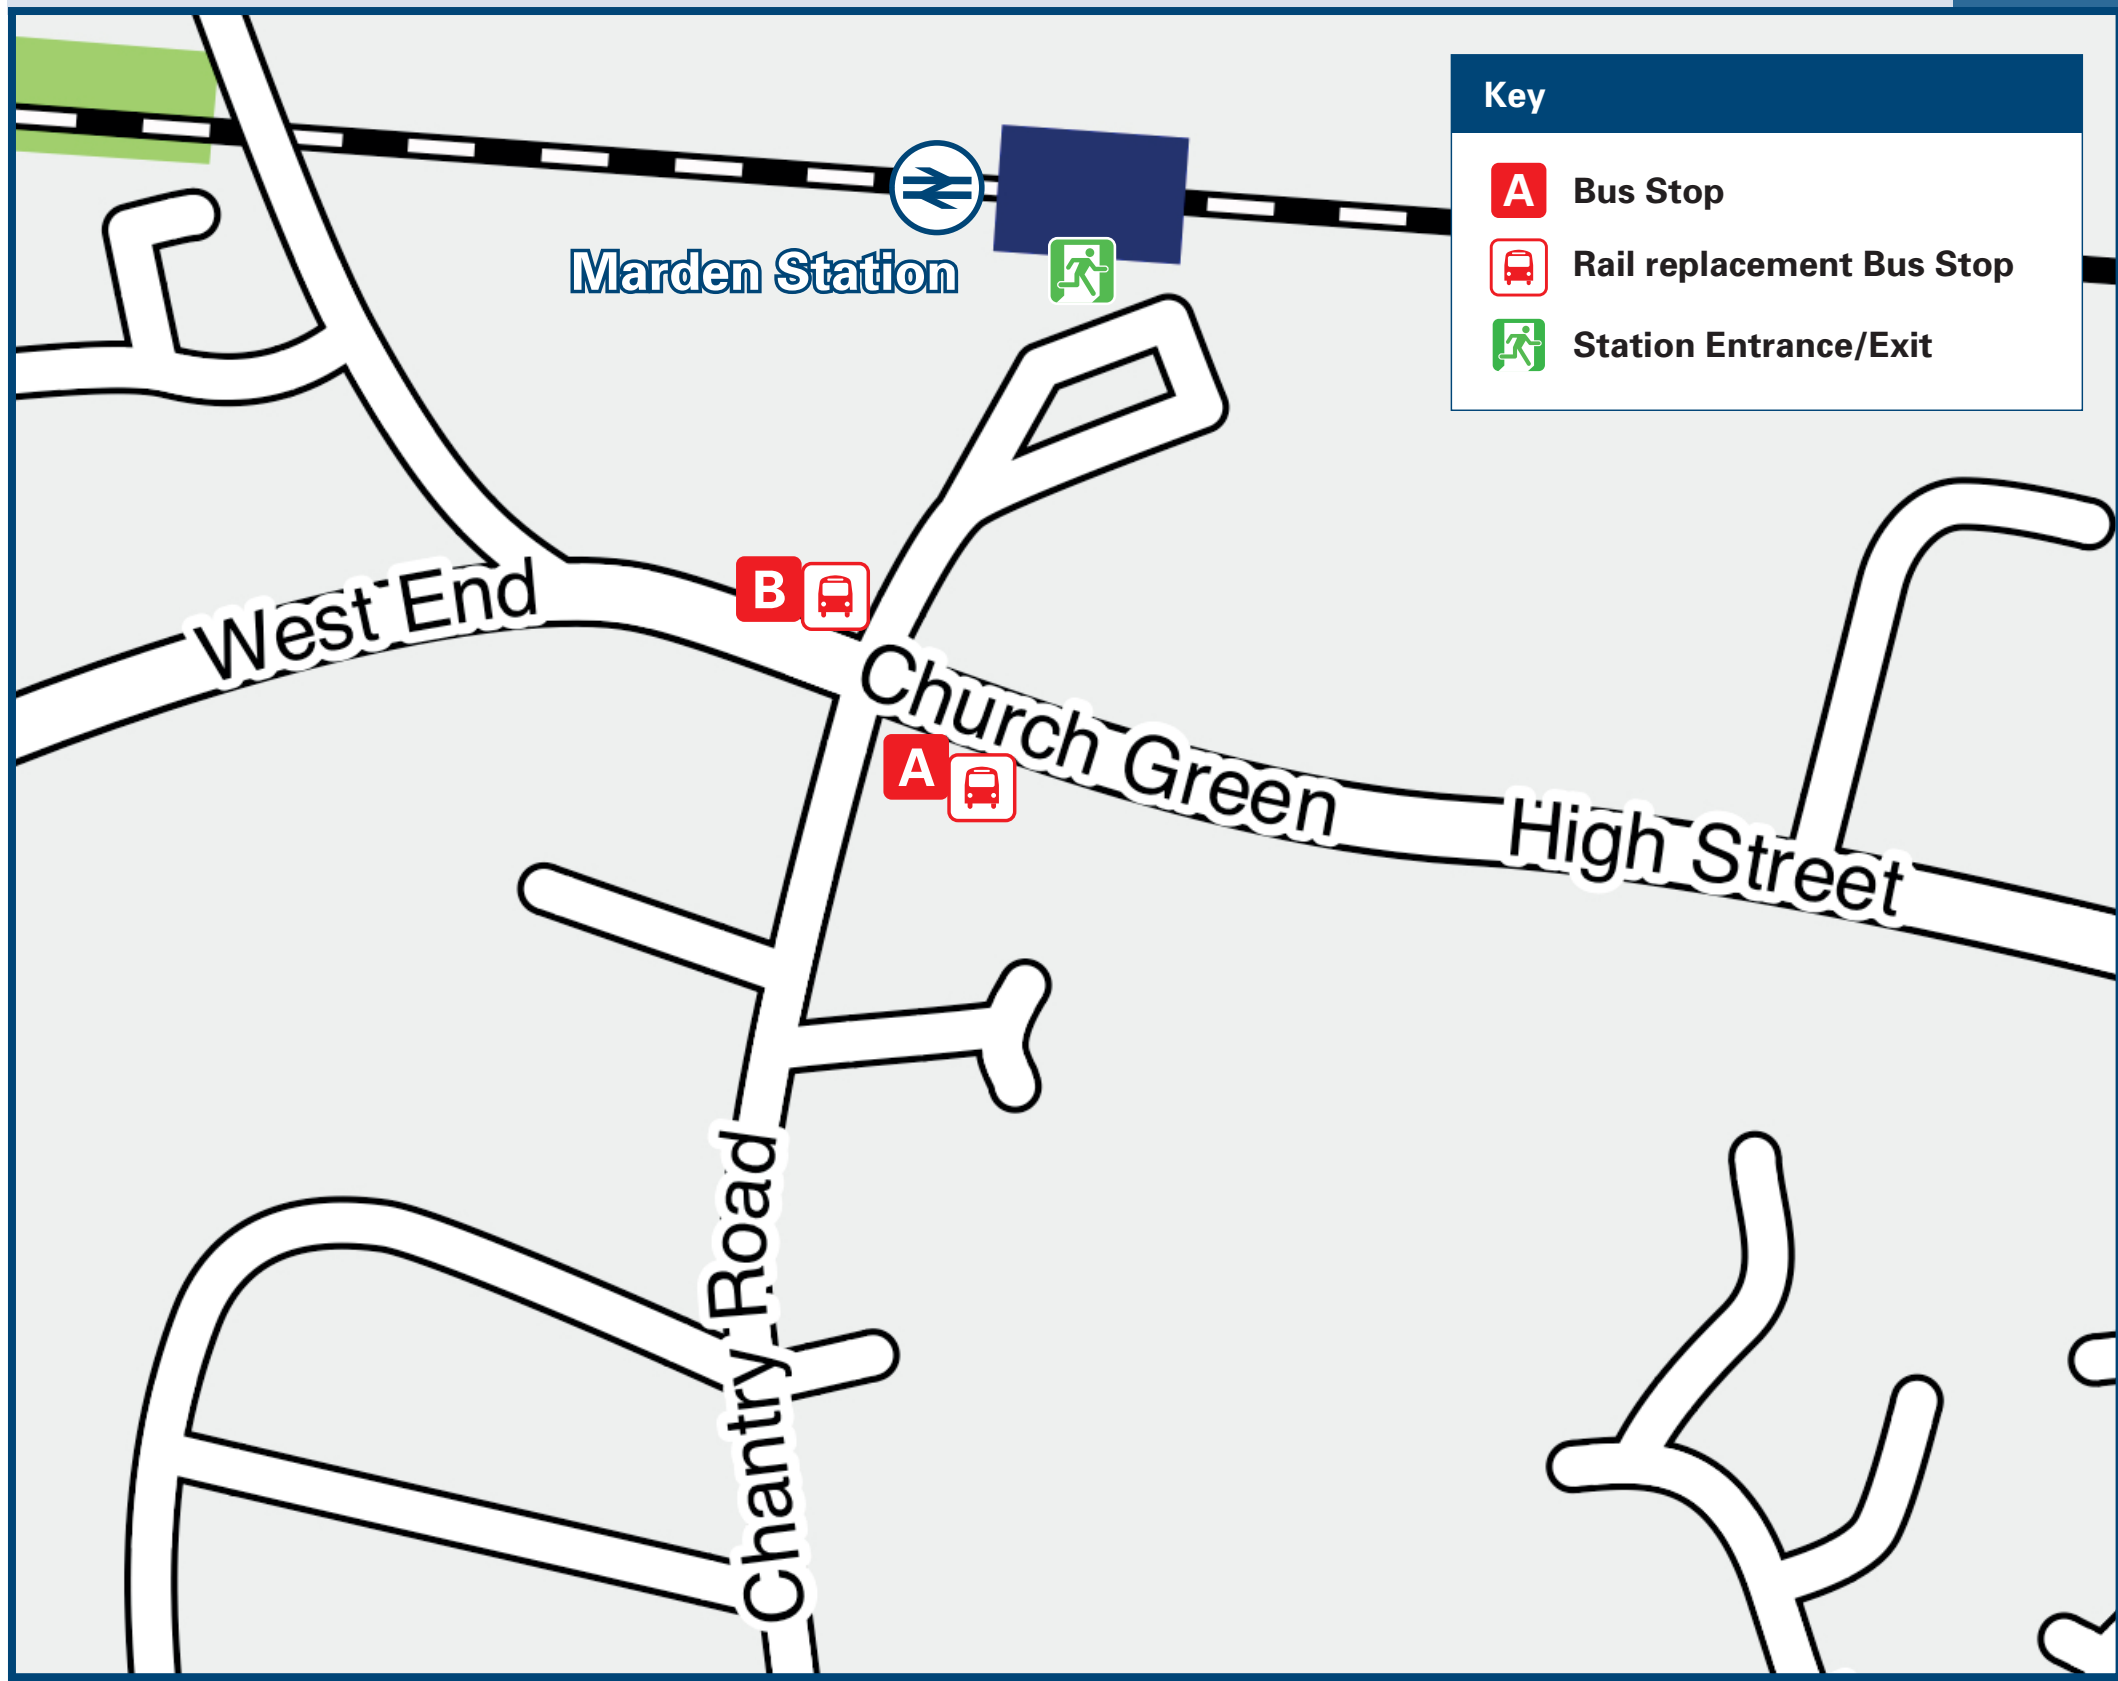 Key
A Bus Stop
Rail replacement Bus Stop
Station Entrance/Exit
Marden Station
West End
B
Church Green
A
High Street
Chantry Road